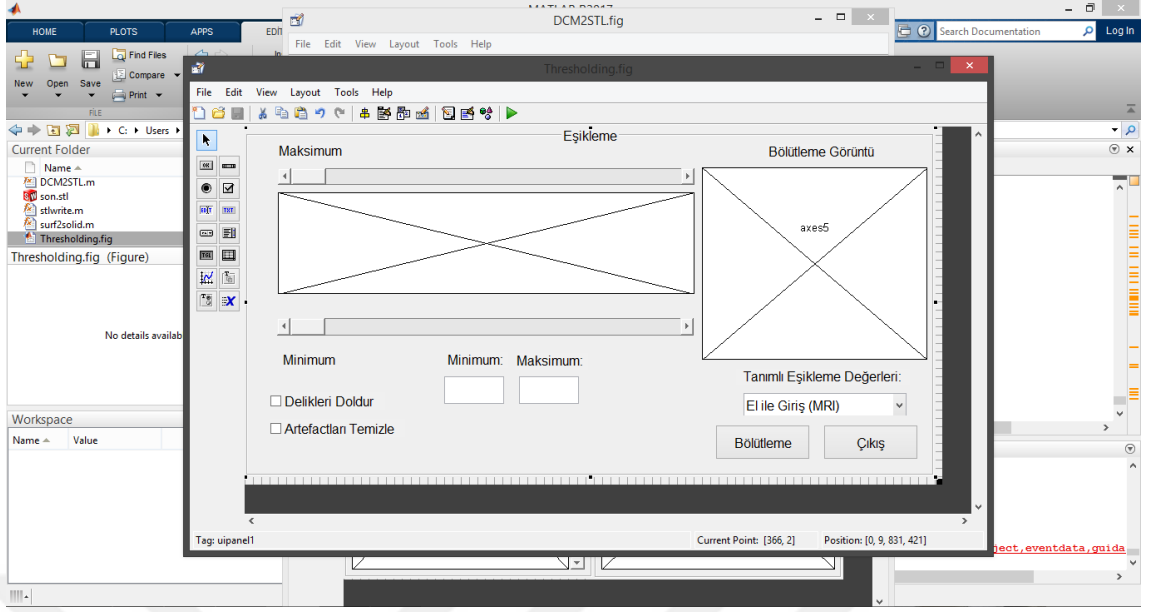 MATLAB R2017
HOME PLOTS APPS
Search Documentation
Log In
DCM2STL.fig
File Edit View Layout Tools Help
Find Files
Compare
Print
New Open Save
FILE
C: Users
Current Folder
Name
DCM2STL.m
son.stl
stlwrite.m
surf2solid.m
Thresholding.fig
Thresholding.fig (Figure)
No details availab
Workspace
Name Value
Thresholding.fig
File Edit View Layout Tools Help
Eşikleme
Maksimum
Bölütleme Görüntü
axes5
Minimum
Minimum: Maksimum:
Tanımlı Eşikleme Değerleri:
Delikleri Doldur
El ile Giriş (MRI)
Artefactları Temizle
Bölütleme
Çıkış
Tag: uipanel1
Current Point: [366, 2]
Position: [0, 9, 831, 421]
ject,eventdata,guida